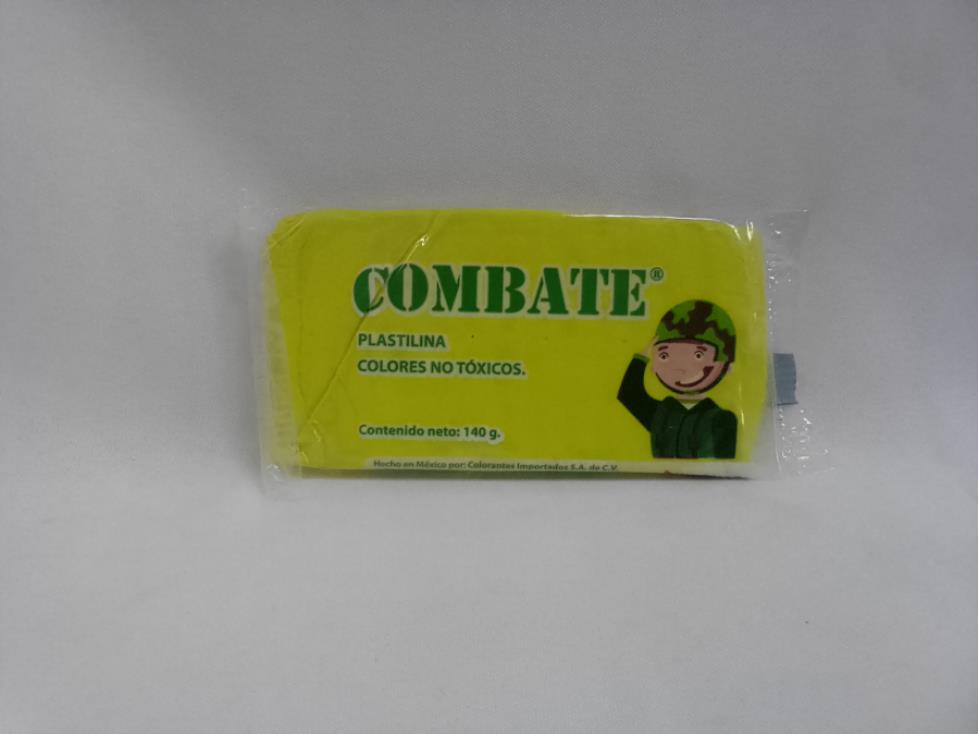 COMBATE®
PLASTILINA
COLORES NO TÓXICOS.
Contenido neto: 140 g.
Hecho en México por: Colorantes Importados S.A. de C.V.